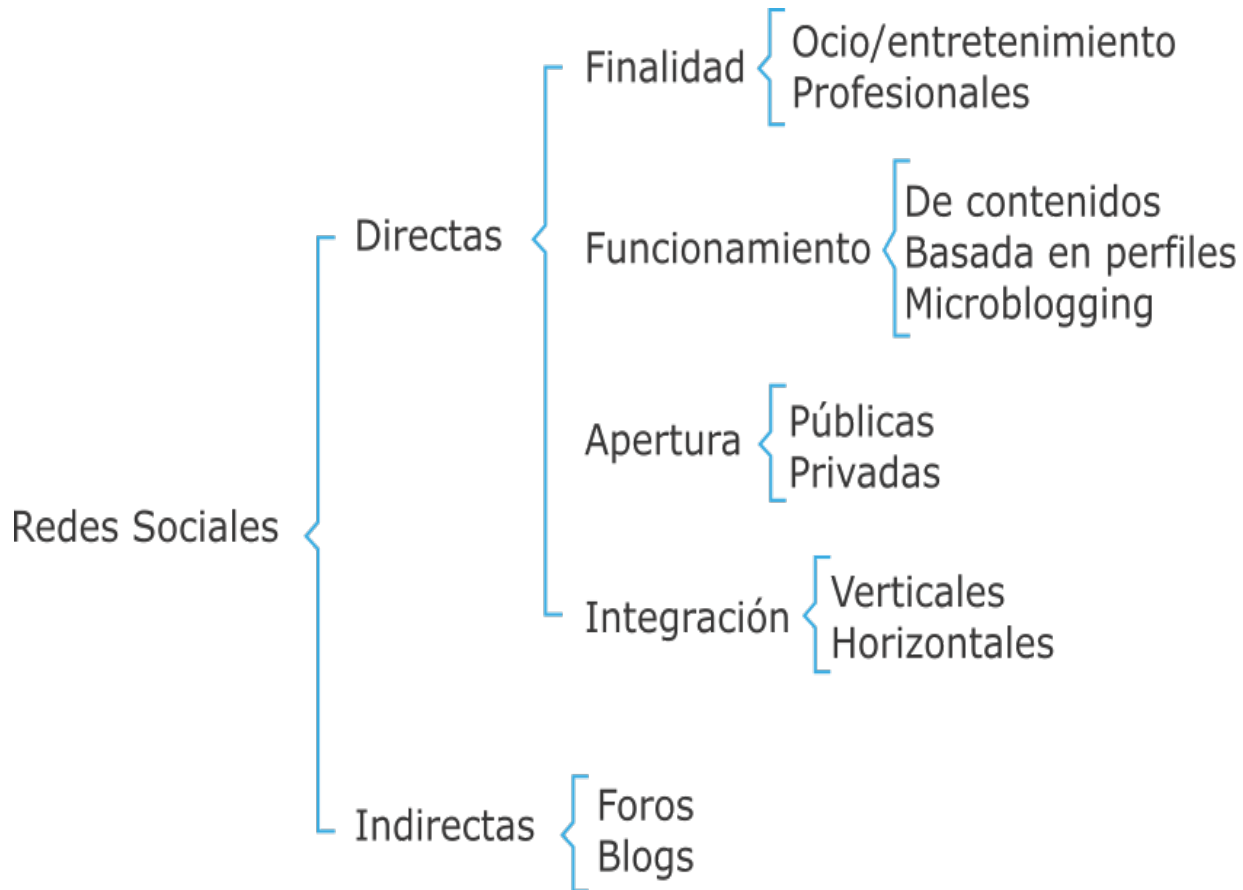 Redes Sociales
Directas
Finalidad
Ocio/entretenimiento
Profesionales
Funcionamiento
De contenidos
Basada en perfiles
Microblogging
Apertura
Públicas
Privadas
Integración
Verticales
Horizontales
Indirectas
Foros
Blogs